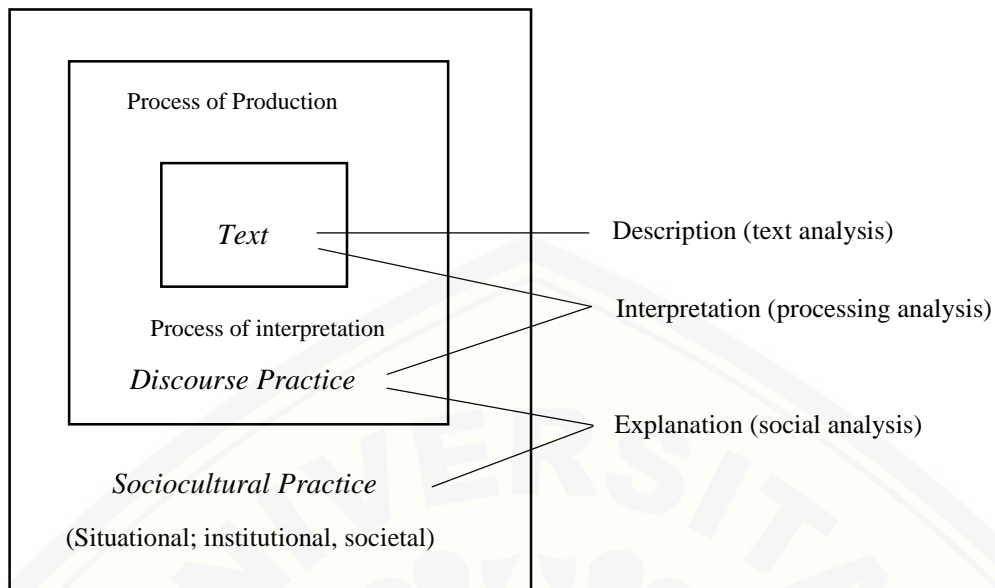 Process of Production
Text
Description (text analysis)
Interpretation (processing analysis)
Process of interpretation
Discourse Practice
Explanation (social analysis)
Sociocultural Practice
(Situational; institutional, societal)